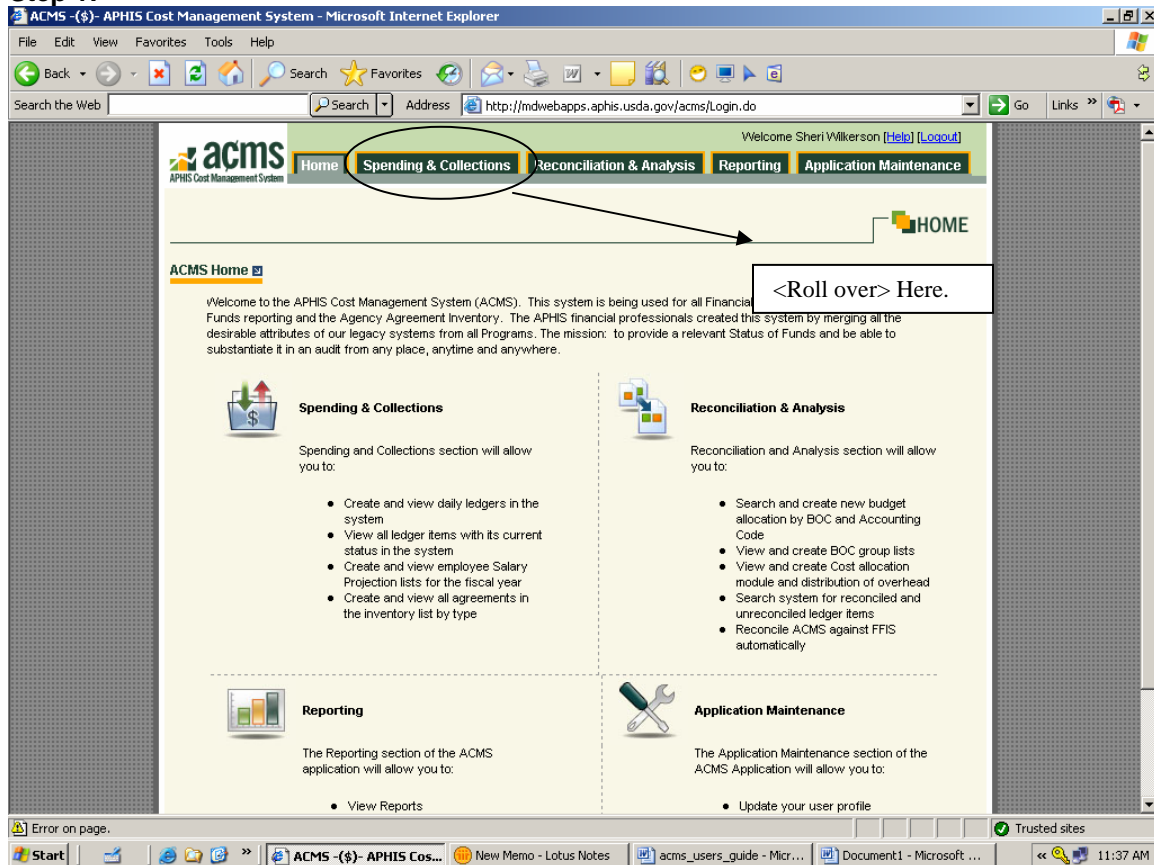 ACMS -($)- APHIS Cost Management System - Microsoft Internet Explorer
File Edit View Favorites Tools Help
Back Search Favorites
Search the Web Search Address http://mdwebapps.aphis.usda.gov/acms/Login.do Go Links »
Welcome Sheri Wilkerson [Help] [Logout]
acms
APHIS Cost Management System
Home Spending & Collections Reconciliation & Analysis Reporting Application Maintenance
HOME
ACMS Home
<Roll over> Here.
Welcome to the APHIS Cost Management System (ACMS). This system is being used for all Financial
Funds reporting and the Agency Agreement Inventory. The APHIS financial professionals created this system by merging all the
desirable attributes of our legacy systems from all Programs. The mission: to provide a relevant Status of Funds and be able to
substantiate it in an audit from any place, anytime and anywhere.
Spending & Collections
Spending and Collections section will allow
you to:
● Create and view daily ledgers in the
system
● View all ledger items with its current
status in the system
● Create and view employee Salary
Projection lists for the fiscal year
● Create and view all agreements in
the inventory list by type
Reconciliation & Analysis
Reconciliation and Analysis section will allow
you to:
● Search and create new budget
allocation by BOC and Accounting
Code
● View and create BOC group lists
● View and create Cost allocation
module and distribution of overhead
● Search system for reconciled and
unreconciled ledger items
● Reconcile ACMS against FFIS
automatically
Reporting
The Reporting section of the ACMS
application will allow you to:
● View Reports
Application Maintenance
The Application Maintenance section of the
ACMS Application will allow you to:
● Update your user profile
Error on page. Trusted sites
Start » ACMS -($)- APHIS Cos... New Memo - Lotus Notes acms_users_guide - Micr... Document1 - Microsoft ... « 11:37 AM